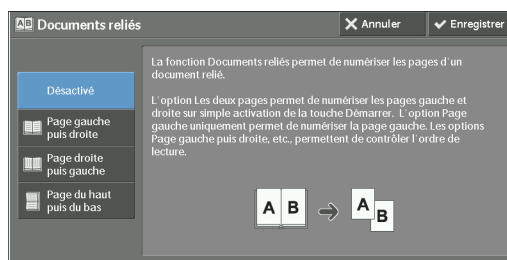 Documents reliés
Annuler
Enregistrer
Désactivé
Page gauche
puis droite
Page droite
puis gauche
Page du haut
puis du bas
La fonction Documents reliés permet de numériser les pages d'un
document relié.
L'option Les deux pages permet de numériser les pages gauche et
droite sur simple activation de la touche Démarrer. L'option Page
gauche uniquement permet de numériser la page gauche. Les options
Page gauche puis droite, etc., permettent de contrôler l'ordre de
lecture.
A B
A
B